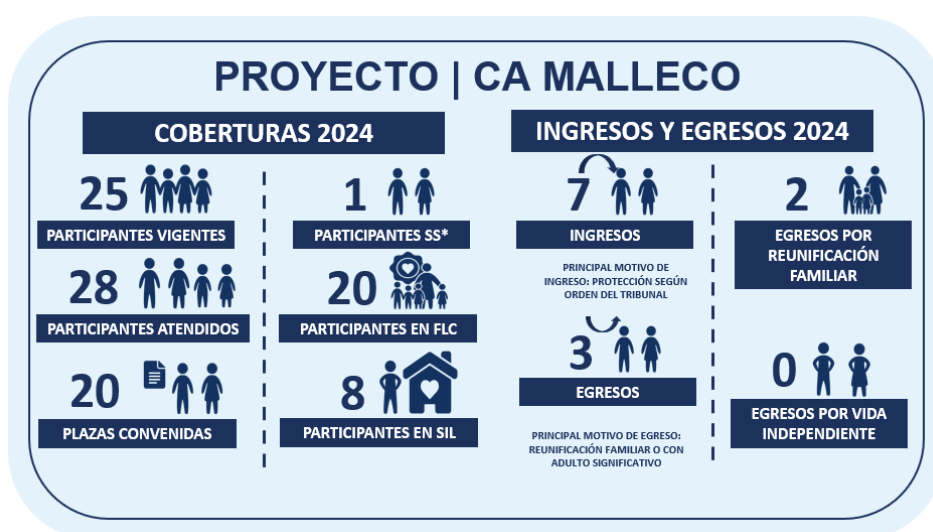 PROYECTO | CA MALLECO
COBERTURAS 2024
25
PARTICIPANTES VIGENTES
28
PARTICIPANTES ATENDIDOS
20
PLAZAS CONVENIDAS
1
PARTICIPANTES SS*
20
PARTICIPANTES EN FLC
8
PARTICIPANTES EN SIL
INGRESOS Y EGRESOS 2024
7
INGRESOS
PRINCIPAL MOTIVO DE
INGRESO: PROTECCIÓN SEGÚN
ORDEN DEL TRIBUNAL
3
EGRESOS
PRINCIPAL MOTIVO DE EGRESO:
REUNIFICACIÓN FAMILIAR O CON
ADULTO SIGNIFICATIVO
2
EGRESOS POR
REUNIFICACIÓN
FAMILIAR
0
EGRESOS POR VIDA
INDEPENDIENTE